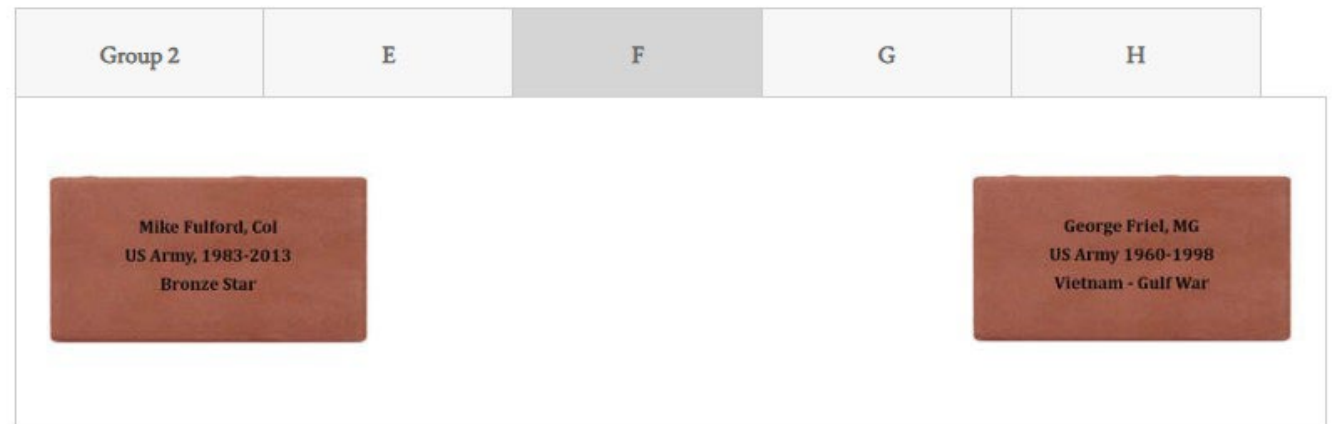 Group 2
E
F
G
H
Mike Fulford, Col
US Army, 1983-2013
Bronze Star
George Friel, MG
US Army 1960-1998
Vietnam - Gulf War